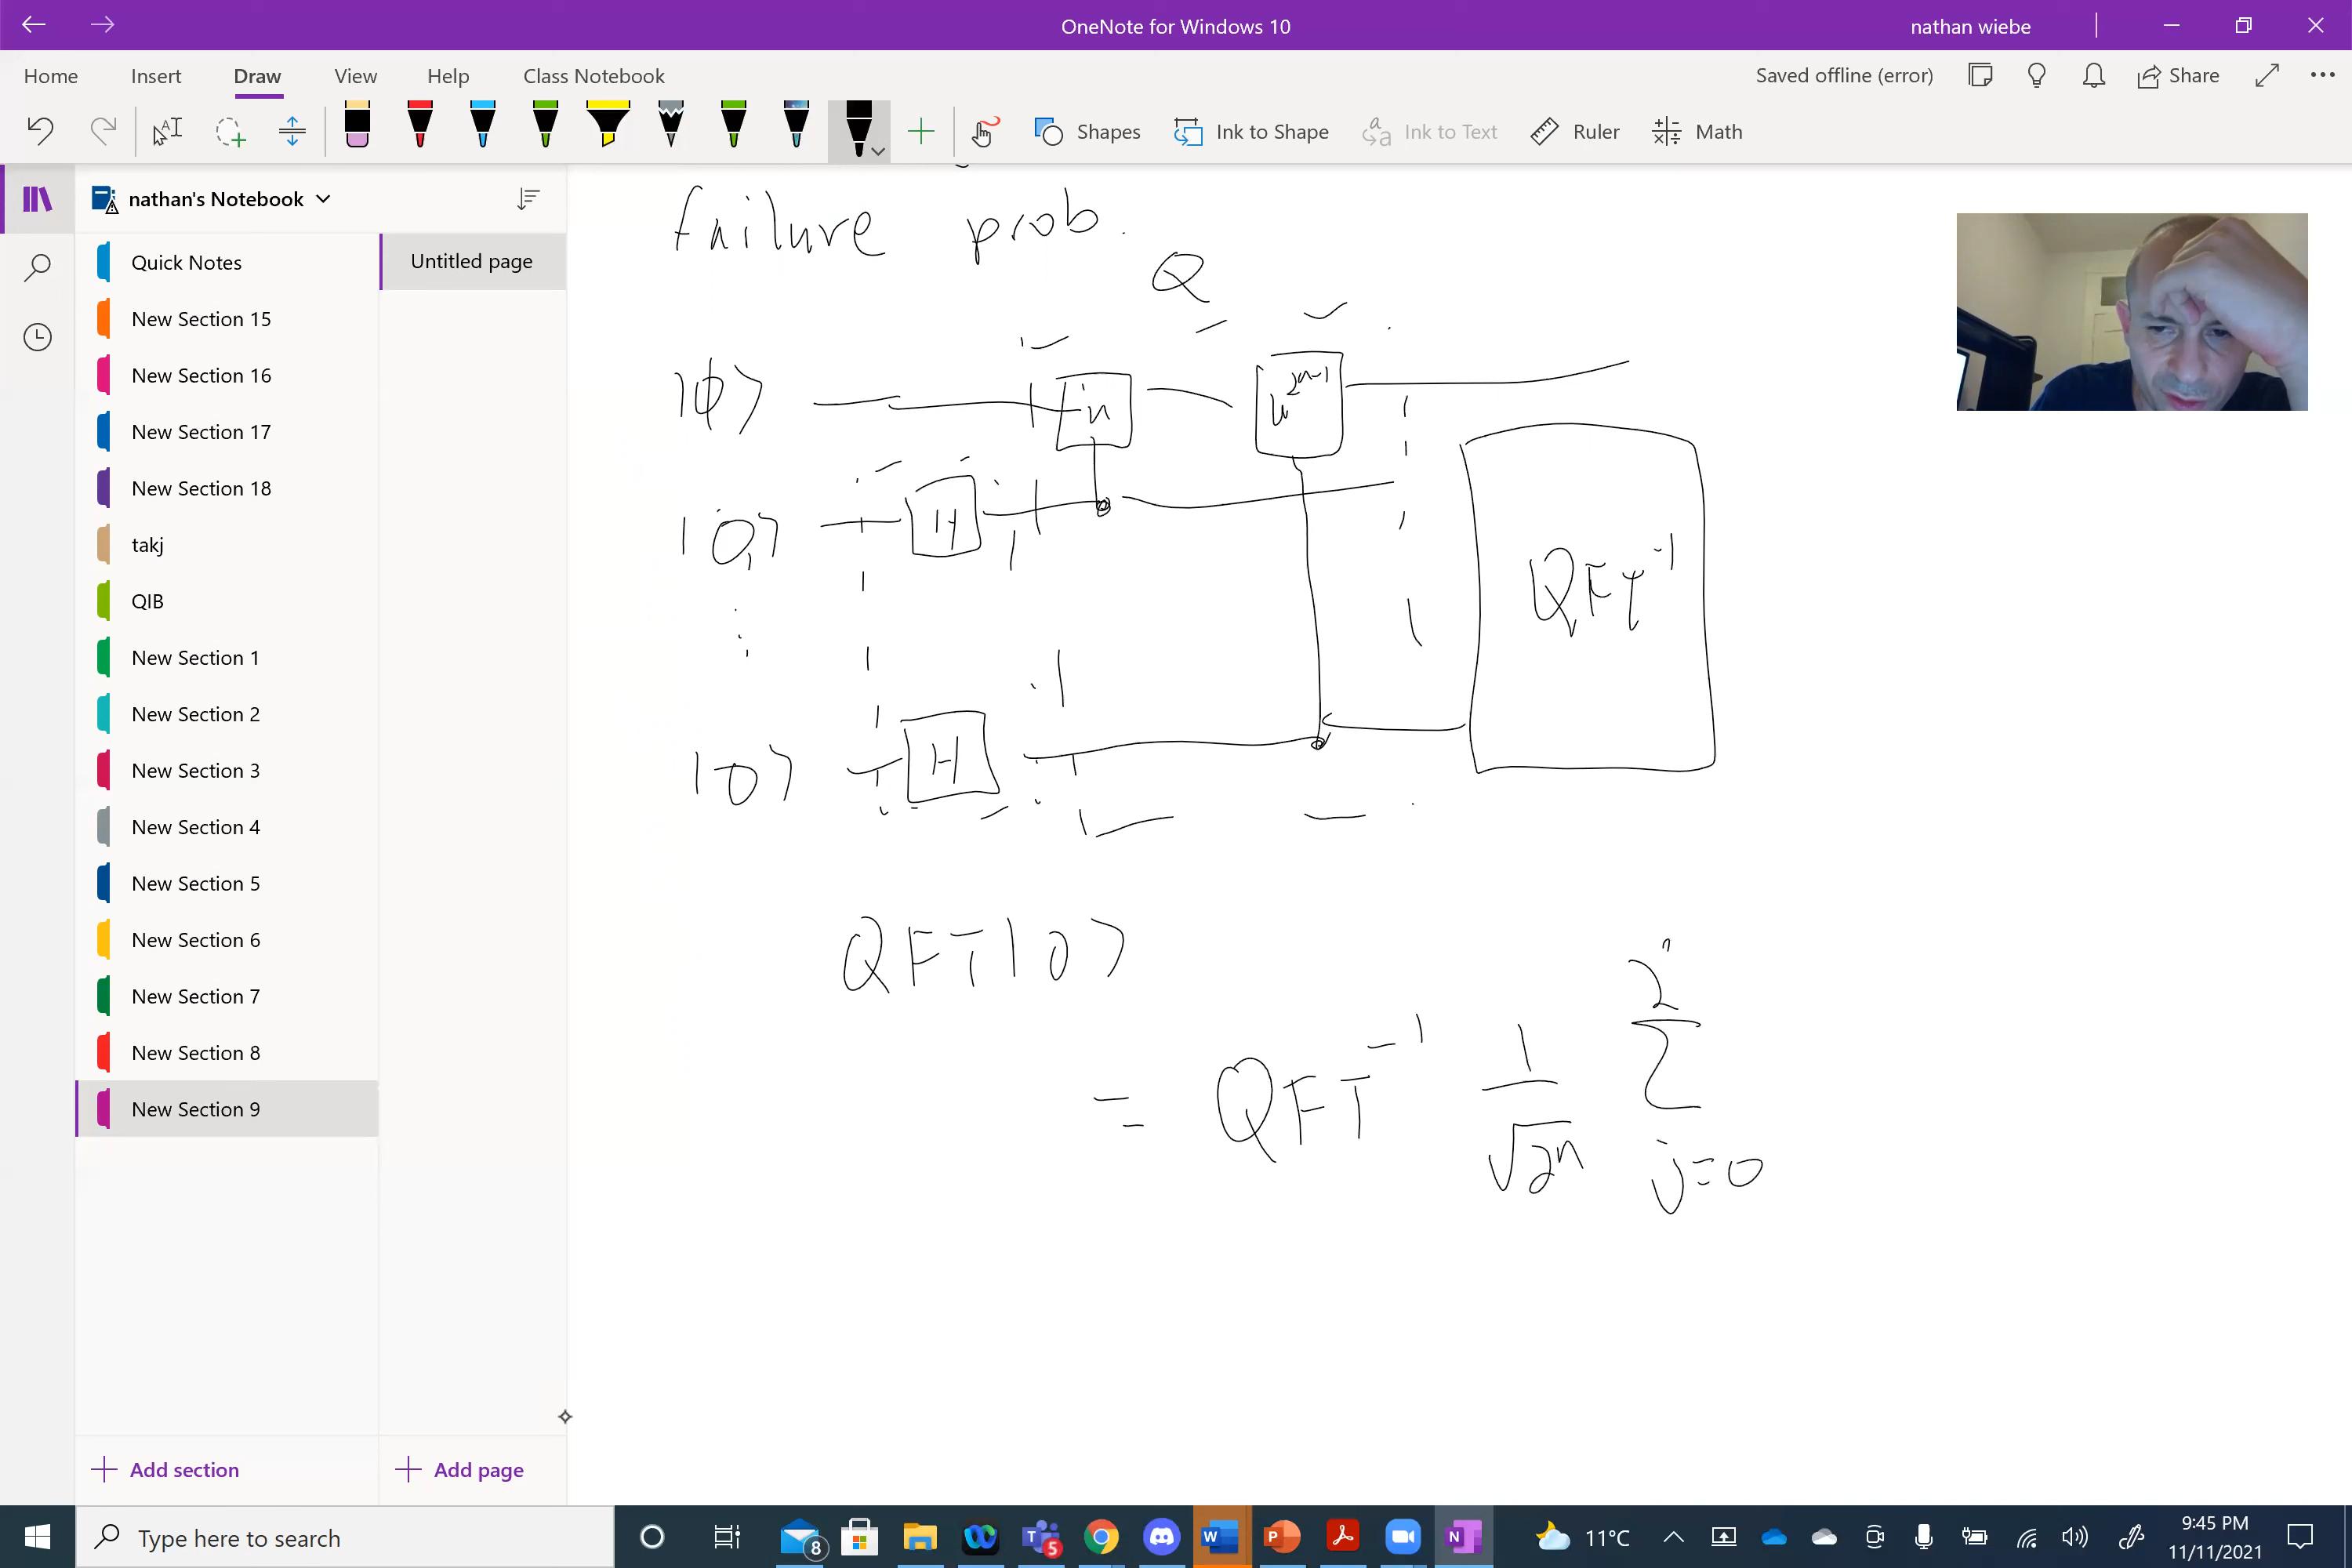 OneNote for Windows 10
nathan wiebe
Home Insert Draw View Help Class Notebook
Saved offline (error) Share
Shapes Ink to Shape Ink to Text Ruler Math
nathan's Notebook
Untitled page
Quick Notes
New Section 15
New Section 16
New Section 17
New Section 18
takj
QIB
New Section 1
New Section 2
New Section 3
New Section 4
New Section 5
New Section 6
New Section 7
New Section 8
New Section 9
Add section
Add page
failure prob.
Q
|ϕ⟩ u u^{2^{n-1}}
|0⟩ H
QFT^{-1}
⋮
|0⟩ H
QFT|0⟩
= QFT^{-1} 1/√2^n Σ j=0
Type here to search
8
5
11°C
9:45 PM
11/11/2021